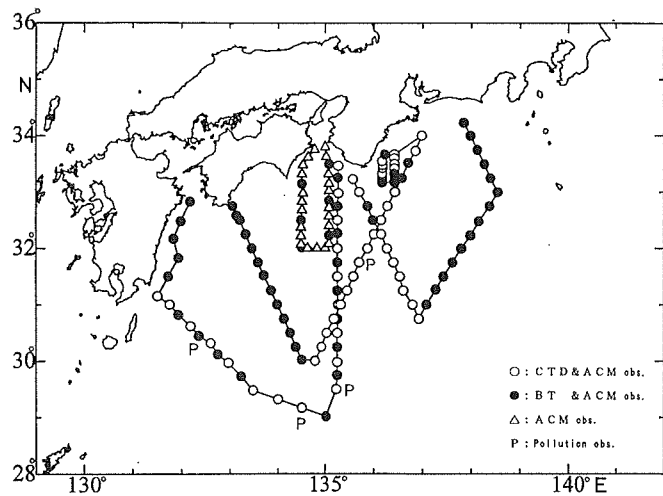 36°
N
34°
32°
30°
28°
P
P
P
P
○ : CTD&ACM obs.
● : BT &ACM obs.
△ : ACM obs.
P : Pollution obs.
130° 135° 140° E